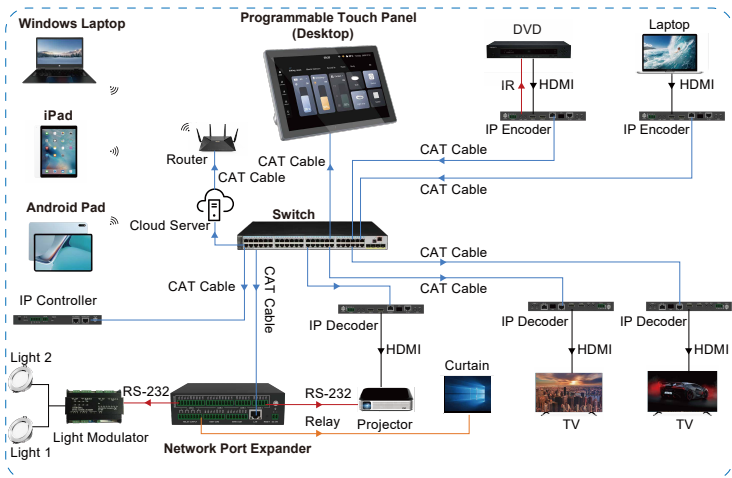 Windows Laptop
Programmable Touch Panel
(Desktop)
DVD
Laptop
IR
HDMI
HDMI
iPad
IP Encoder
IP Encoder
Router
CAT Cable
CAT Cable
CAT Cable
CAT Cable
Android Pad
Cloud Server
Switch
CAT Cable
CAT Cable
CAT Cable
CAT Cable
IP Controller
IP Decoder
IP Decoder
IP Decoder
HDMI
HDMI
HDMI
Light 2
Curtain
RS-232
RS-232
Relay
Light Modulator
Projector
TV
TV
Light 1
Network Port Expander